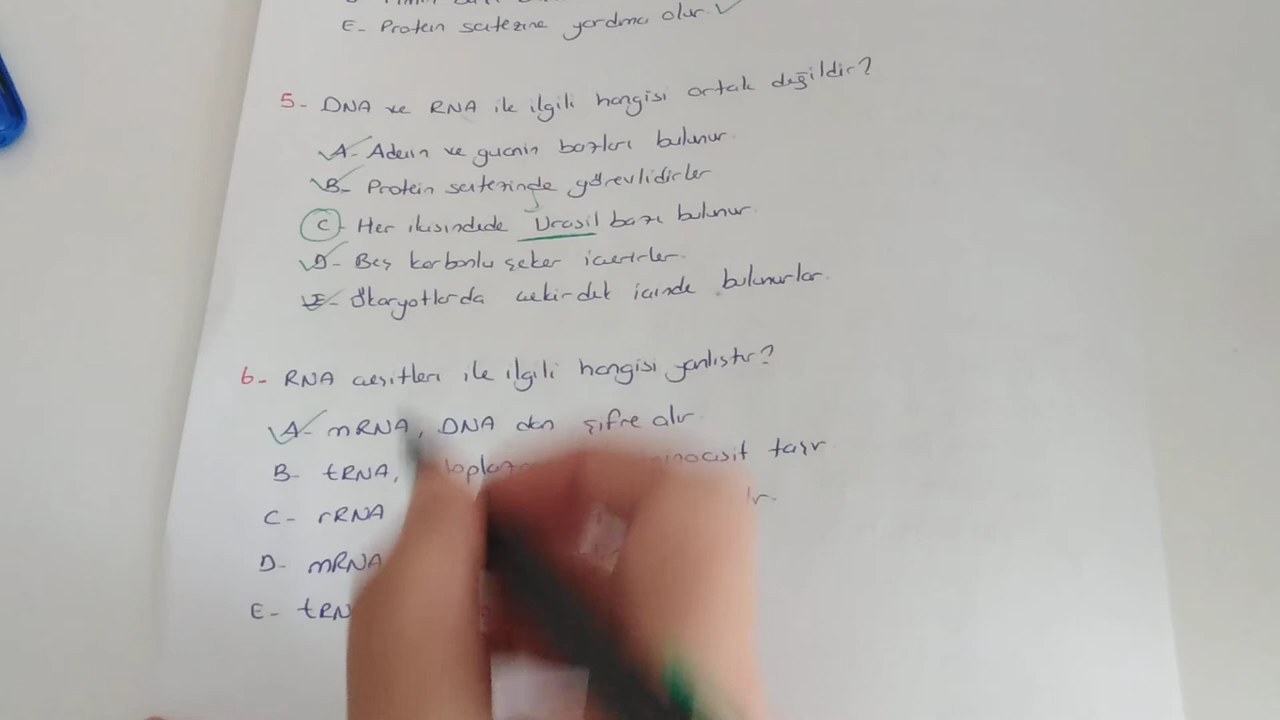 E- Protein sentezine yardımcı olur.
5- DNA ve RNA ile ilgili hangisi ortak değildir?
A- Adenin ve guanin bazları bulunur.
B- Protein sentezinde görevlidirler
C- Her ikisindede Urasil bazı bulunur.
D- Beş karbonlu şeker içerirler.
E- Ökaryotlarda çekirdek içinde bulunurlar.
6- RNA çeşitleri ile ilgili hangisi yanlıştır?
A- mRNA, DNA dan şifre alır.
B- tRNA, taşır
C- rRNA
D- mRNA
E-